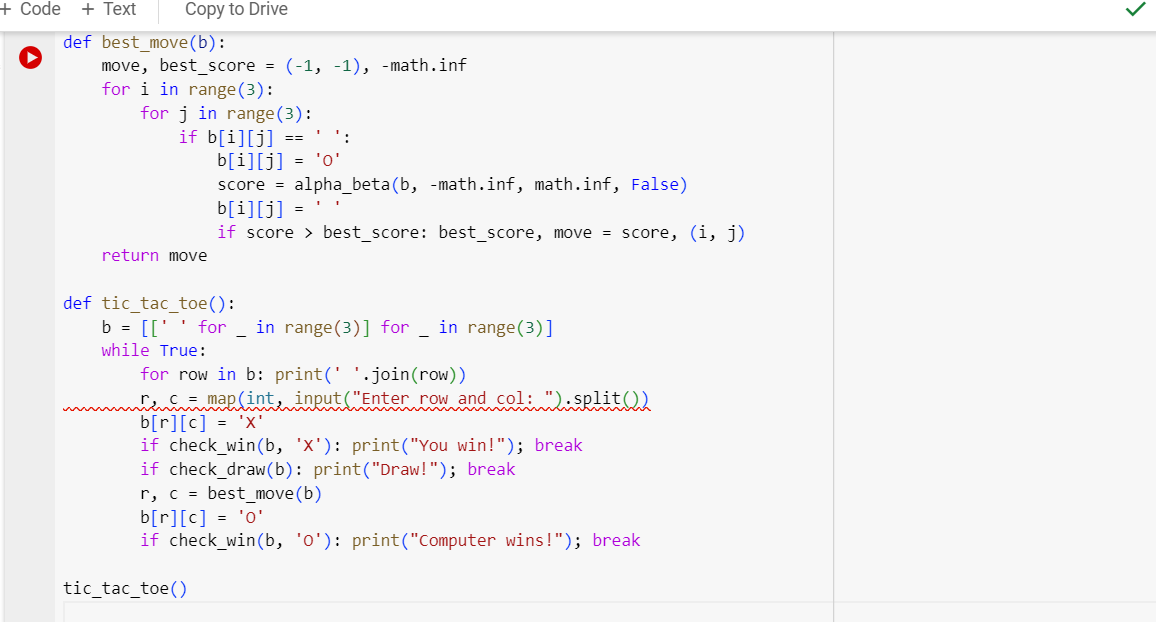 + Code + Text Copy to Drive
def best_move(b):
    move, best_score = (-1, -1), -math.inf
    for i in range(3):
        for j in range(3):
            if b[i][j] == ' ':
                b[i][j] = 'O'
                score = alpha_beta(b, -math.inf, math.inf, False)
                b[i][j] = ' '
                if score > best_score: best_score, move = score, (i, j)
    return move

def tic_tac_toe():
    b = [[' ' for _ in range(3)] for _ in range(3)]
    while True:
        for row in b: print(' '.join(row))
        r, c = map(int, input("Enter row and col: ").split())
        b[r][c] = 'X'
        if check_win(b, 'X'): print("You win!"); break
        if check_draw(b): print("Draw!"); break
        r, c = best_move(b)
        b[r][c] = 'O'
        if check_win(b, 'O'): print("Computer wins!"); break

tic_tac_toe()